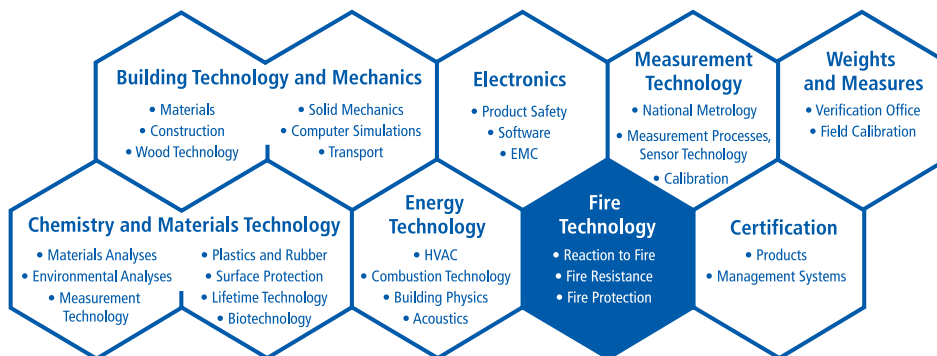 Building Technology and Mechanics
• Materials
• Construction
• Wood Technology
• Solid Mechanics
• Computer Simulations
• Transport
Electronics
• Product Safety
• Software
• EMC
Measurement
Technology
• National Metrology
• Measurement Processes,
Sensor Technology
• Calibration
Weights
and Measures
• Verification Office
• Field Calibration
Chemistry and Materials Technology
• Materials Analyses
• Environmental Analyses
• Measurement
Technology
• Plastics and Rubber
• Surface Protection
• Lifetime Technology
• Biotechnology
Energy
Technology
• HVAC
• Combustion Technology
• Building Physics
• Acoustics
Fire
Technology
• Reaction to Fire
• Fire Resistance
• Fire Protection
Certification
• Products
• Management Systems